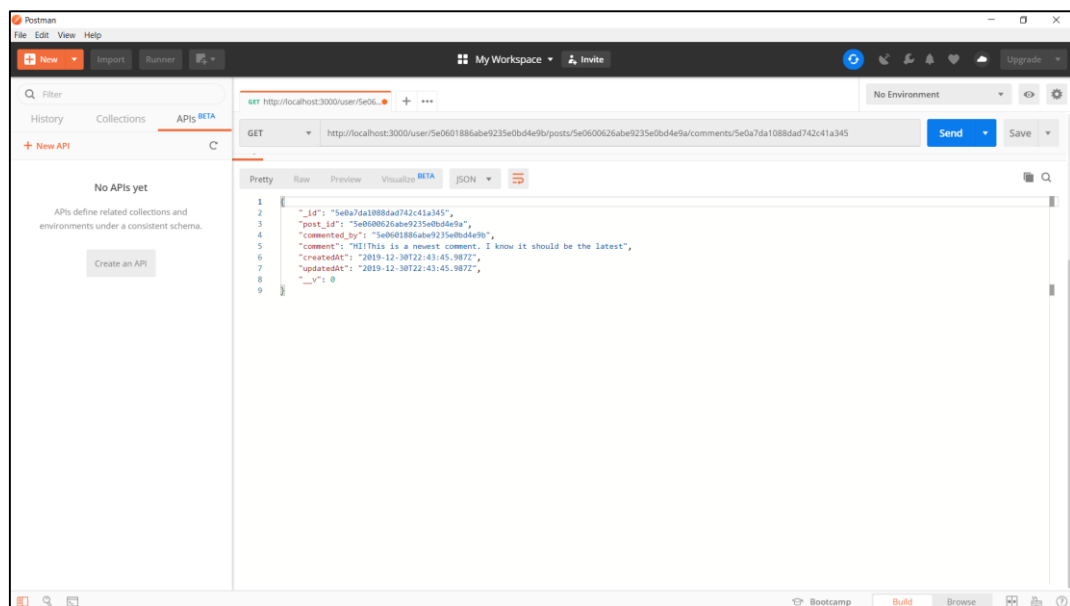 Postman
File Edit View Help
New Import Runner My Workspace Invite Upgrade
Filter
History Collections APIs BETA
+ New API
No APIs yet
APIs define related collections and
environments under a consistent schema.
Create an API
GET http://localhost:3000/user/5e06... + ••• No Environment
GET http://localhost:3000/user/5e0601886abe9235e0bd4e9b/posts/5e0600626abe9235e0bd4e9a/comments/5e0a7da1088dad742c41a345 Send Save
Pretty Raw Preview Visualize BETA JSON
1 {
2 "_id": "5e0a7da1088dad742c41a345",
3 "post_id": "5e0600626abe9235e0bd4e9a",
4 "commented_by": "5e0601886abe9235e0bd4e9b",
5 "comment": "HI!This is a newest comment. I know it should be the latest",
6 "createdAt": "2019-12-30T22:43:45.987Z",
7 "updatedAt": "2019-12-30T22:43:45.987Z",
8 "__v": 0
9 }
Bootcamp Build Browse